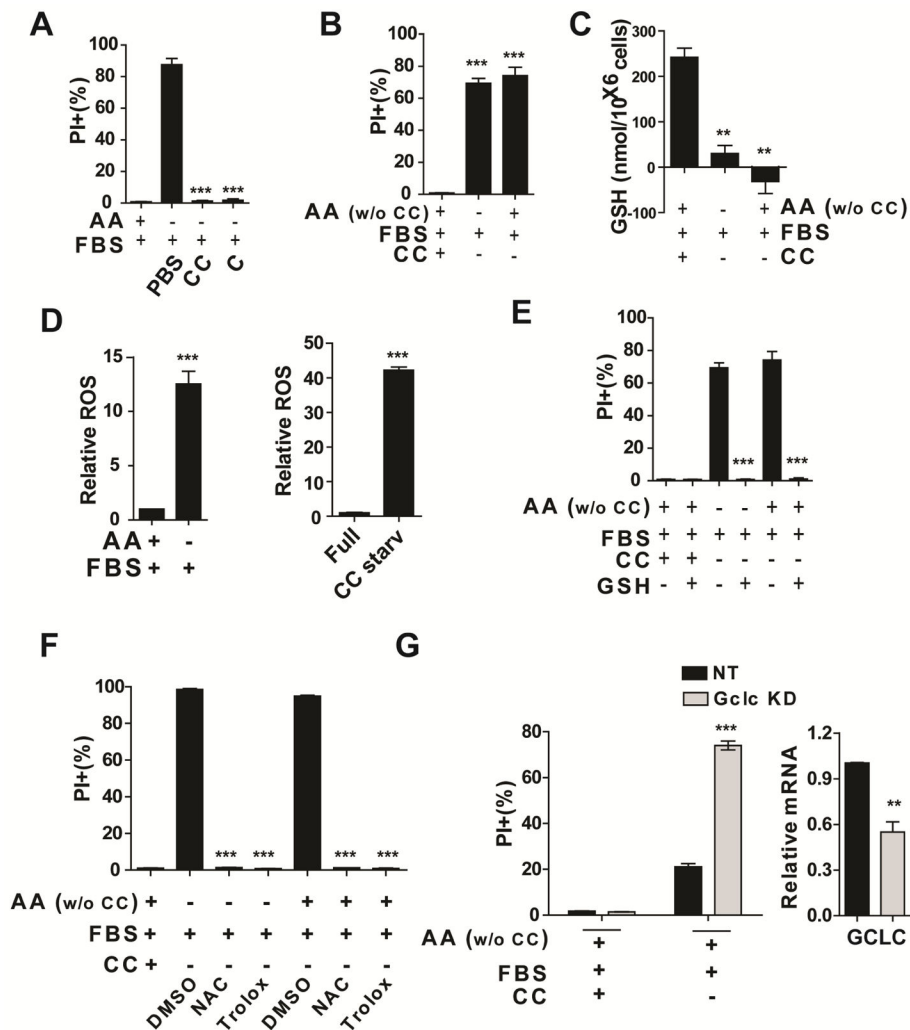 A
PI+(%)
100
80
60
40
20
0
***
***
AA + - - -
FBS + + + +
PBS CC C
B
PI+(%)
100
80
60
40
20
0
***
***
AA (w/o CC) + - +
FBS + + +
CC + - -
C
GSH (nmol/10 X6 cells)
300
200
100
0
-100
**
**
+ - + AA (w/o CC)
+ + + FBS
+ - - CC
D
Relative ROS
15
10
5
0
***
AA + -
FBS + +
Relative ROS
50
40
30
20
10
0
***
Full CC starv
E
PI+(%)
100
80
60
40
20
0
***
***
AA (w/o CC) + + - - + +
FBS + + + + + +
CC + + - - - -
GSH - + - + - +
F
PI+(%)
100
80
60
40
20
0
***
***
***
***
AA (w/o CC) + - - - + + +
FBS + + + + + + +
CC + - - - - - -
DMSO NAC Trolox DMSO NAC Trolox
G
NT
Gclc KD
PI+(%)
80
60
40
20
0
***
AA (w/o CC) + +
FBS + +
CC + -
Relative mRNA
1.2
0.9
0.6
0.3
0.0
**
GCLC